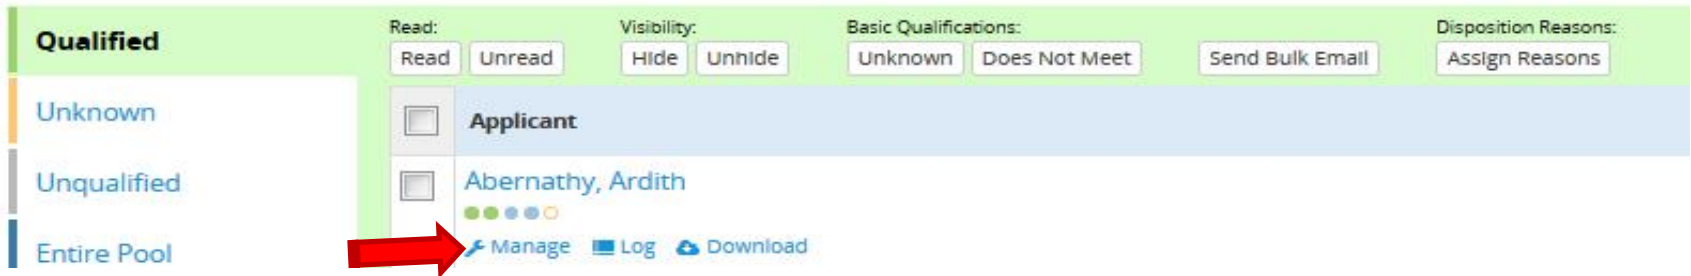 Qualified
Unknown
Unqualified
Entire Pool
Read:
Read Unread
Visibility:
Hide Unhide
Basic Qualifications:
Unknown Does Not Meet
Send Bulk Email
Disposition Reasons:
Assign Reasons
Applicant
Abernathy, Ardith
Manage Log Download